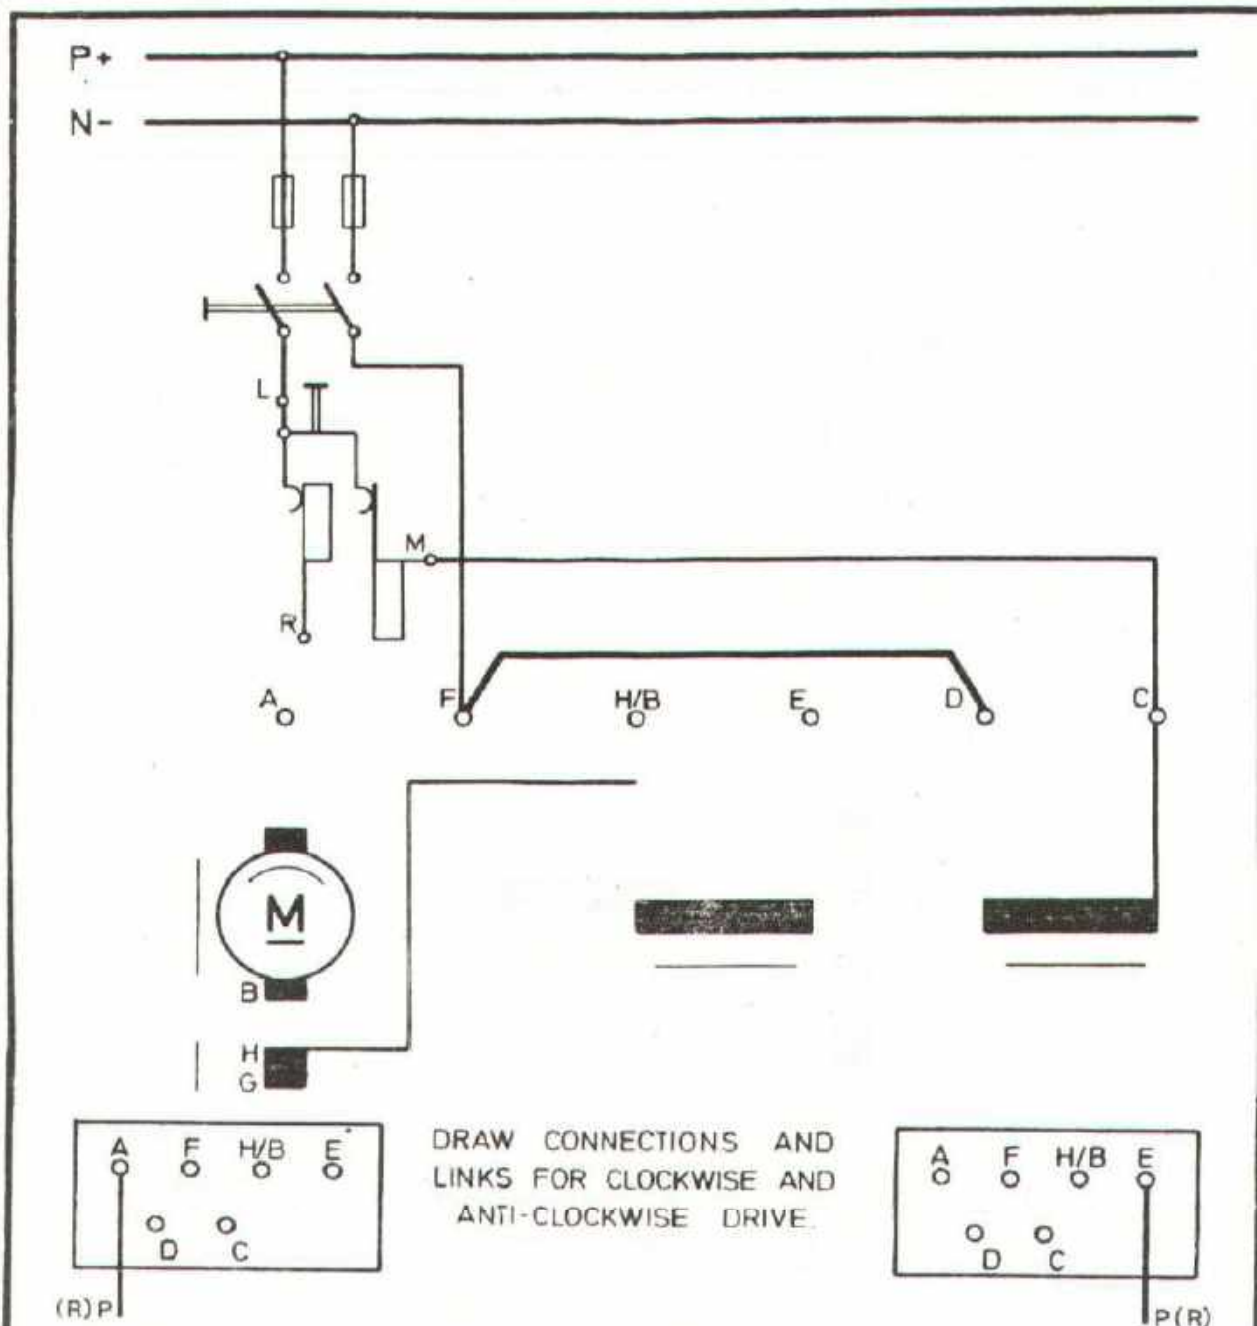 P+
N-
L
M
R
A F H/B E D C
M
B
H
G
A F H/B E
D C
(R) P
DRAW CONNECTIONS AND
LINKS FOR CLOCKWISE AND
ANTI-CLOCKWISE DRIVE.
A F H/B E
D C
P(R)